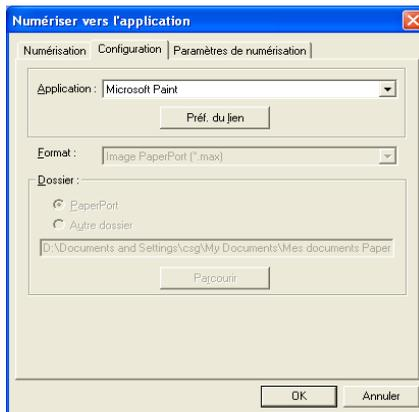 Numériser vers l'application
Numérisation Configuration Paramètres de numérisation
Application : Microsoft Paint
Préf. du lien
Format : Image PaperPort (*.max)
Dossier :
PaperPort
Autre dossier
D:\Documents and Settings\csg\My Documents\Mes documents Paper
Parcourir
OK Annuler